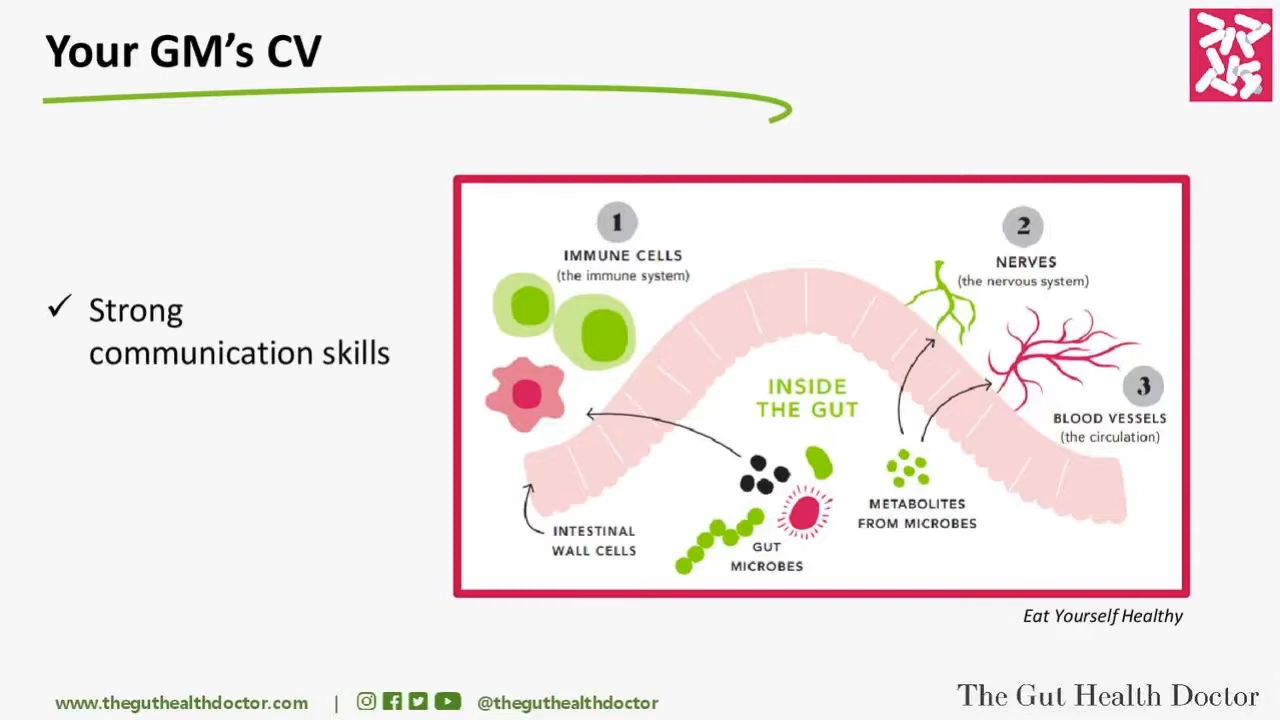 Your GM's CV
✓ Strong
communication skills
1
IMMUNE CELLS
(the immune system)
2
NERVES
(the nervous system)
3
BLOOD VESSELS
(the circulation)
INSIDE
THE GUT
METABOLITES
FROM MICROBES
INTESTINAL
WALL CELLS
GUT
MICROBES
Eat Yourself Healthy
www.theguthealthdoctor.com | @theguthealthdoctor
The Gut Health Doctor